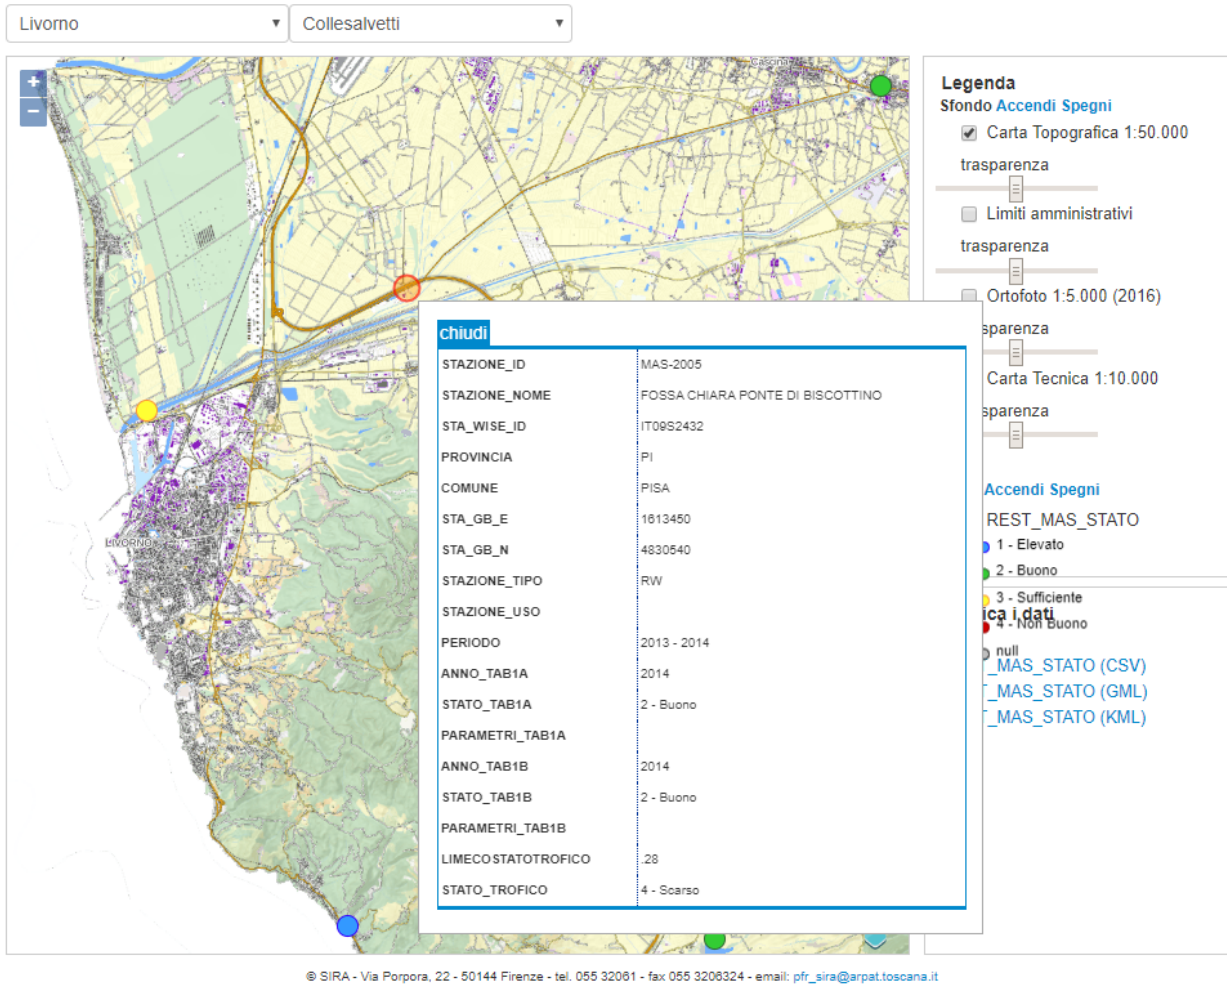 Livorno
Collesalvetti
+
−
Cascina
LIVORNO
chiudi
STAZIONE_ID MAS-2005
STAZIONE_NOME FOSSA CHIARA PONTE DI BISCOTTINO
STA_WISE_ID IT09S2432
PROVINCIA PI
COMUNE PISA
STA_GB_E 1613450
STA_GB_N 4830540
STAZIONE_TIPO RW
STAZIONE_USO
PERIODO 2013 - 2014
ANNO_TAB1A 2014
STATO_TAB1A 2 - Buono
PARAMETRI_TAB1A
ANNO_TAB1B 2014
STATO_TAB1B 2 - Buono
PARAMETRI_TAB1B
LIMECOSTATOTROFICO .28
STATO_TROFICO 4 - Scarso
Legenda
Sfondo Accendi Spegni
Carta Topografica 1:50.000
trasparenza
Limiti amministrativi
trasparenza
Ortofoto 1:5.000 (2016)
sparenza
Carta Tecnica 1:10.000
sparenza
Accendi Spegni
REST_MAS_STATO
1 - Elevato
2 - Buono
3 - Sufficiente
ica i dati
4 - Non Buono
null
T_MAS_STATO (CSV)
T_MAS_STATO (GML)
T_MAS_STATO (KML)
© SIRA - Via Porpora, 22 - 50144 Firenze - tel. 055 32061 - fax 055 3206324 - email: pfr_sira@arpat.toscana.it